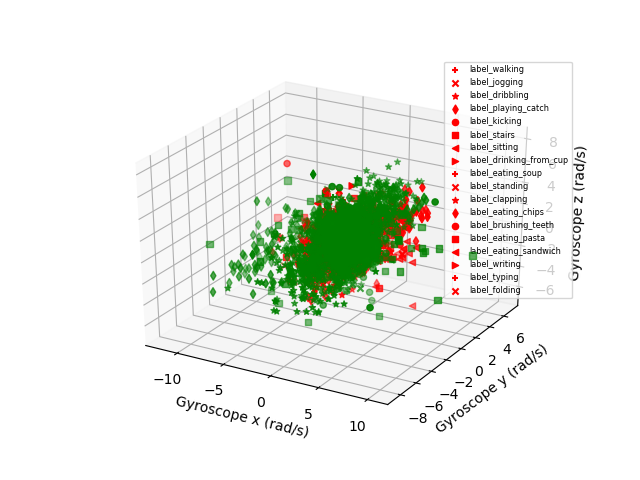 label_walking
label_jogging
label_dribbling
label_playing_catch
label_kicking
label_stairs
label_sitting
label_drinking_from_cup
label_eating_soup
label_standing
label_clapping
label_eating_chips
label_brushing_teeth
label_eating_pasta
label_eating_sandwich
label_writing
label_typing
label_folding
8
6
4
2
0
−2
−4
−6
Gyroscope z (rad/s)
6
4
2
0
−2
−4
−6
−8
Gyroscope y (rad/s)
−10
−5
0
5
10
Gyroscope x (rad/s)